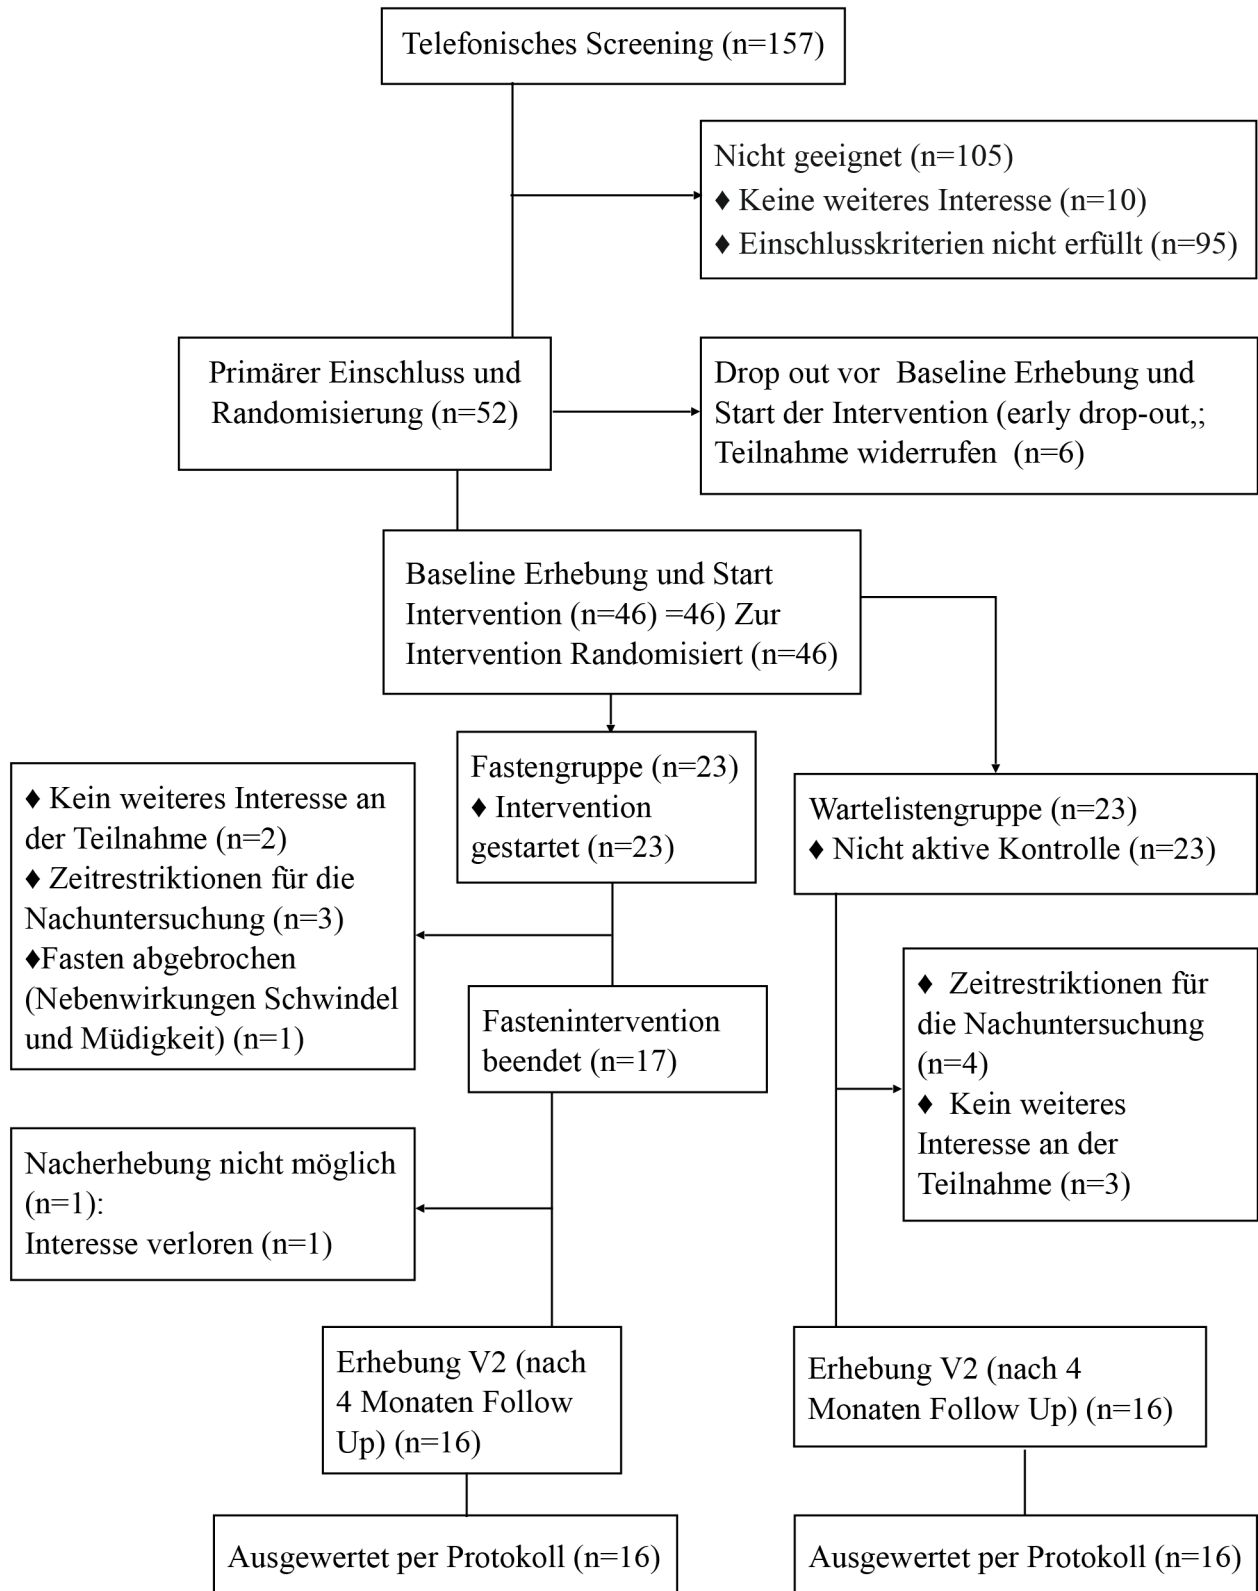 Telefonisches Screening (n=157)
Nicht geeignet (n=105)
♦ Keine weiteres Interesse (n=10)
♦ Einschlusskriterien nicht erfüllt (n=95)
Primärer Einschluss und
Randomisierung (n=52)
Drop out vor  Baseline Erhebung und
Start der Intervention (early drop-out,;
Teilnahme widerrufen  (n=6)
Baseline Erhebung und Start
Intervention (n=46) =46) Zur
Intervention Randomisiert (n=46)
Fastengruppe (n=23)
♦ Intervention
gestartet (n=23)
Wartelistengruppe (n=23)
♦ Nicht aktive Kontrolle (n=23)
♦ Kein weiteres Interesse an
der Teilnahme (n=2)
♦ Zeitrestriktionen für die
Nachuntersuchung (n=3)
♦Fasten abgebrochen
(Nebenwirkungen Schwindel
und Müdigkeit) (n=1)
Fastenintervention
beendet (n=17)
♦  Zeitrestriktionen für
die Nachuntersuchung
(n=4)
♦  Kein weiteres
Interesse an der
Teilnahme (n=3)
Nacherhebung nicht möglich
(n=1):
Interesse verloren (n=1)
Erhebung V2 (nach
4 Monaten Follow
Up) (n=16)
Erhebung V2 (nach 4
Monaten Follow Up) (n=16)
Ausgewertet per Protokoll (n=16)
Ausgewertet per Protokoll (n=16)